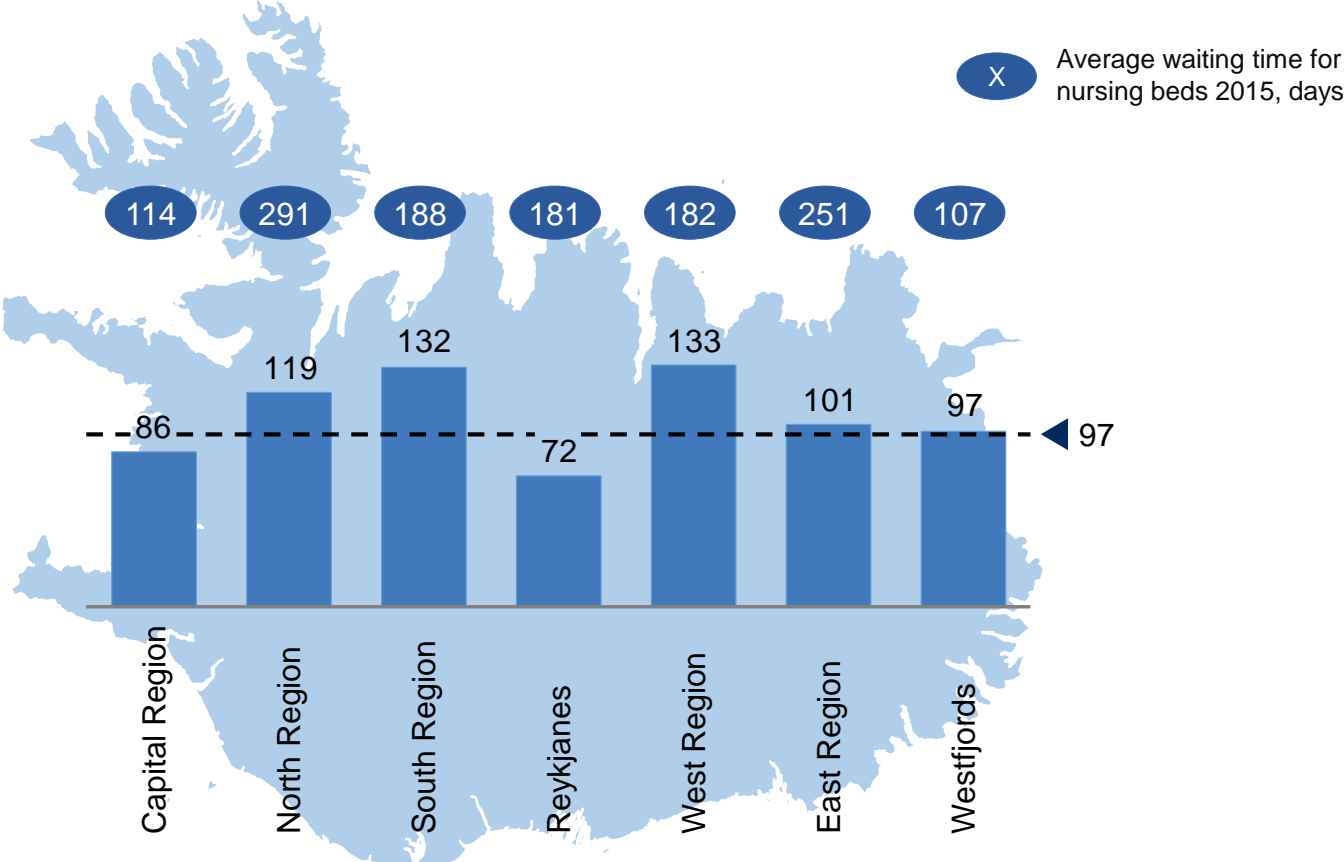 X
Average waiting time for
nursing beds 2015, days
114 291 188 181 182 251 107
86 119 132 72 133 101 97
97
Capital Region
North Region
South Region
Reykjanes
West Region
East Region
Westfjords